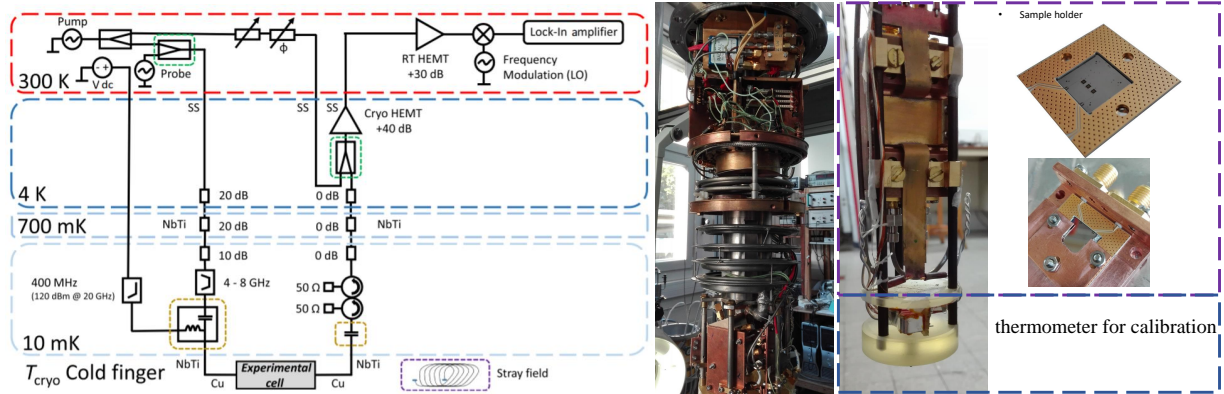 Pump
Probe
V dc
- +
300 K
ϕ
RT HEMT
+30 dB
Lock-In amplifier
Frequency
Modulation (LO)
SS
SS
SS
Cryo HEMT
+40 dB
4 K
20 dB
0 dB
700 mK
NbTi
20 dB
0 dB
NbTi
10 dB
0 dB
400 MHz
(120 dBm @ 20 GHz)
4 - 8 GHz
50 Ω
50 Ω
10 mK
NbTi
NbTi
Tcryo Cold finger
Cu
Experimental
cell
Cu
Stray field
• Sample holder
thermometer for calibration